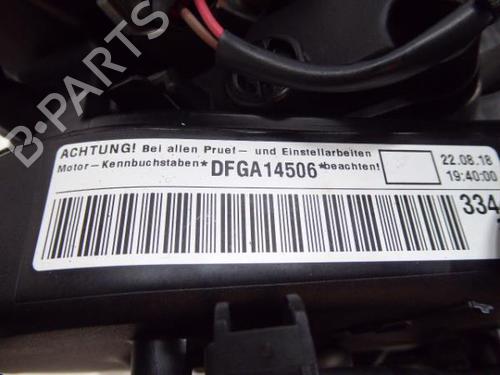 B-PARTS
ACHTUNG! Bei allen Pruef- und Einstellarbeiten
Motor-Kennbuchstaben*DFGA14506*beachten!
22.08.18
19:40:00
334